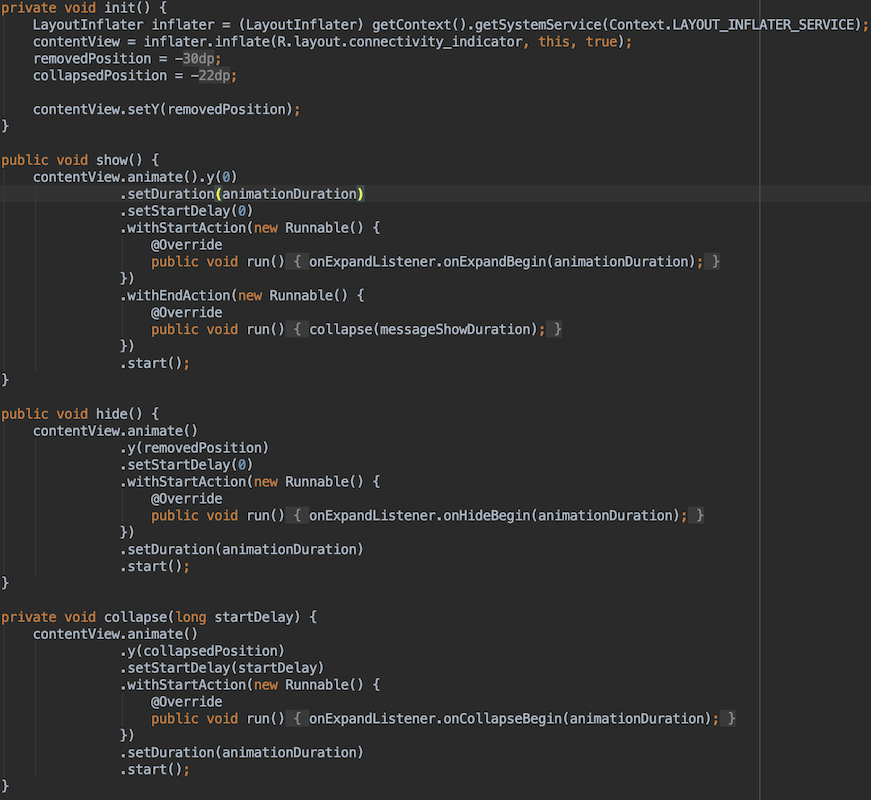 private void init() {
    LayoutInflater inflater = (LayoutInflater) getContext().getSystemService(Context.LAYOUT_INFLATER_SERVICE);
    contentView = inflater.inflate(R.layout.connectivity_indicator, this, true);
    removedPosition = -30dp;
    collapsedPosition = -22dp;

    contentView.setY(removedPosition);
}

public void show() {
    contentView.animate().y(0)
               .setDuration(animationDuration)
               .setStartDelay(0)
               .withStartAction(new Runnable() {
                   @Override
                   public void run() { onExpandListener.onExpandBegin(animationDuration); }
               })
               .withEndAction(new Runnable() {
                   @Override
                   public void run() { collapse(messageShowDuration); }
               })
               .start();
}

public void hide() {
    contentView.animate()
               .y(removedPosition)
               .setStartDelay(0)
               .withStartAction(new Runnable() {
                   @Override
                   public void run() { onExpandListener.onHideBegin(animationDuration); }
               })
               .setDuration(animationDuration)
               .start();
}

private void collapse(long startDelay) {
    contentView.animate()
               .y(collapsedPosition)
               .setStartDelay(startDelay)
               .withStartAction(new Runnable() {
                   @Override
                   public void run() { onExpandListener.onCollapseBegin(animationDuration); }
               })
               .setDuration(animationDuration)
               .start();
}